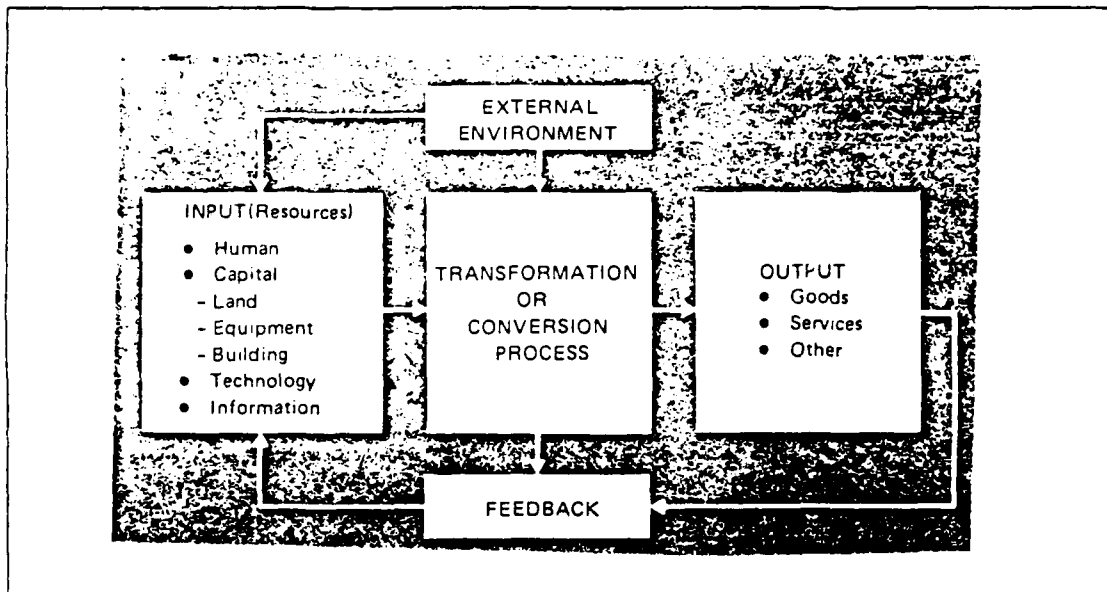 EXTERNAL
ENVIRONMENT
INPUT(Resources)
• Human
• Capital
- Land
- Equipment
- Building
• Technology
• Information
TRANSFORMATION
OR
CONVERSION
PROCESS
OUTPUT
• Goods
• Services
• Other
FEEDBACK